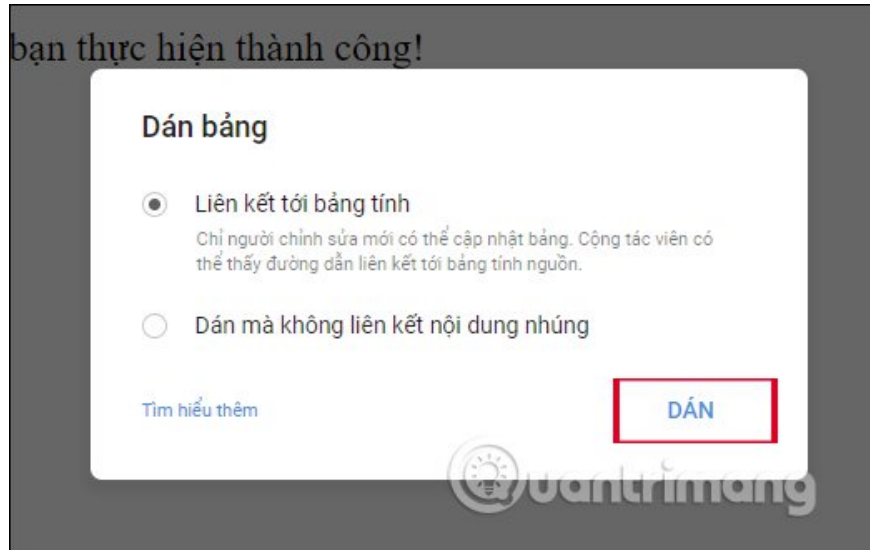 bạn thực hiện thành công!
Dán bảng
Liên kết tới bảng tính
Chỉ người chỉnh sửa mới có thể cập nhật bảng. Cộng tác viên có
thể thấy đường dẫn liên kết tới bảng tính nguồn.
Dán mà không liên kết nội dung nhúng
Tìm hiểu thêm
DÁN
Quantrimang